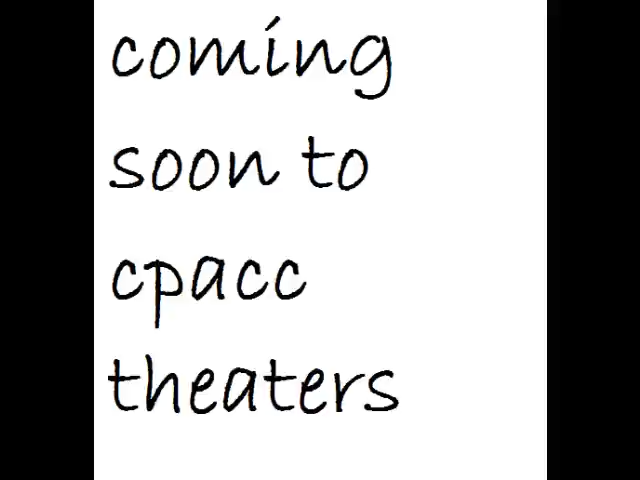 coming
soon to
cpacc
theaters